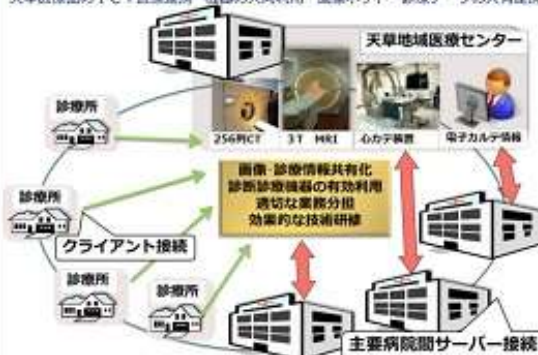 天草地域医療センター
診療所
256列CT
3T MRI
心カテ装置
電子カルテ情報
画像・診療情報共有化
診断診療機器の有効利用
適切な業務分担
効果的な技術研修
診療所
クライアント接続
診療所
診療所
主要病院間サーバー接続